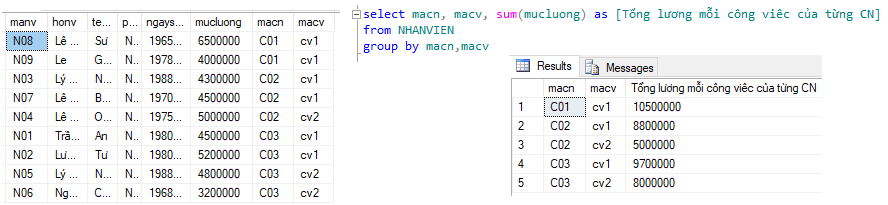 manv honv te... p... ngays... mucluong macn macv
N08 Lê ... Sư N... 1965... 6500000 C01 cv1
N09 Le G... N... 1978... 4000000 C01 cv1
N03 Lý ... N... N... 1988... 4300000 C02 cv1
N07 Lê ... B... N... 1970... 4500000 C02 cv1
N04 Lê ... O... N... 1975... 5000000 C02 cv2
N01 Trầ... An N... 1980... 4500000 C03 cv1
N02 Lư... Tư N... 1980... 5200000 C03 cv1
N05 Lý ... N... N... 1988... 4800000 C03 cv2
N06 Ng... C... N... 1968... 3200000 C03 cv2
select macn, macv, sum(mucluong) as [Tổng lương mỗi công viêc của từng CN]
from NHANVIEN
group by macn,macv
Results Messages
macn macv Tổng lương mỗi công viêc của từng CN
1 C01 cv1 10500000
2 C02 cv1 8800000
3 C02 cv2 5000000
4 C03 cv1 9700000
5 C03 cv2 8000000